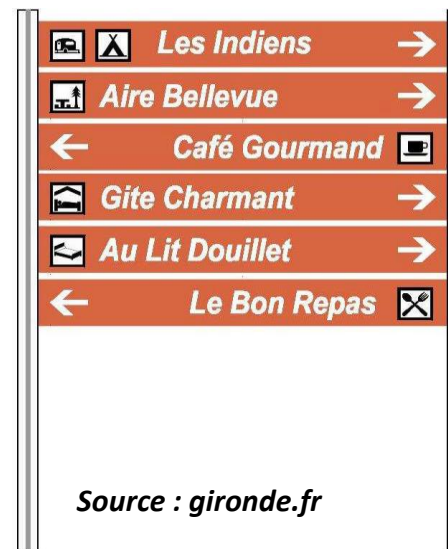 Les Indiens
Aire Bellevue
Café Gourmand
Gite Charmant
Au Lit Douillet
Le Bon Repas
Source : gironde.fr